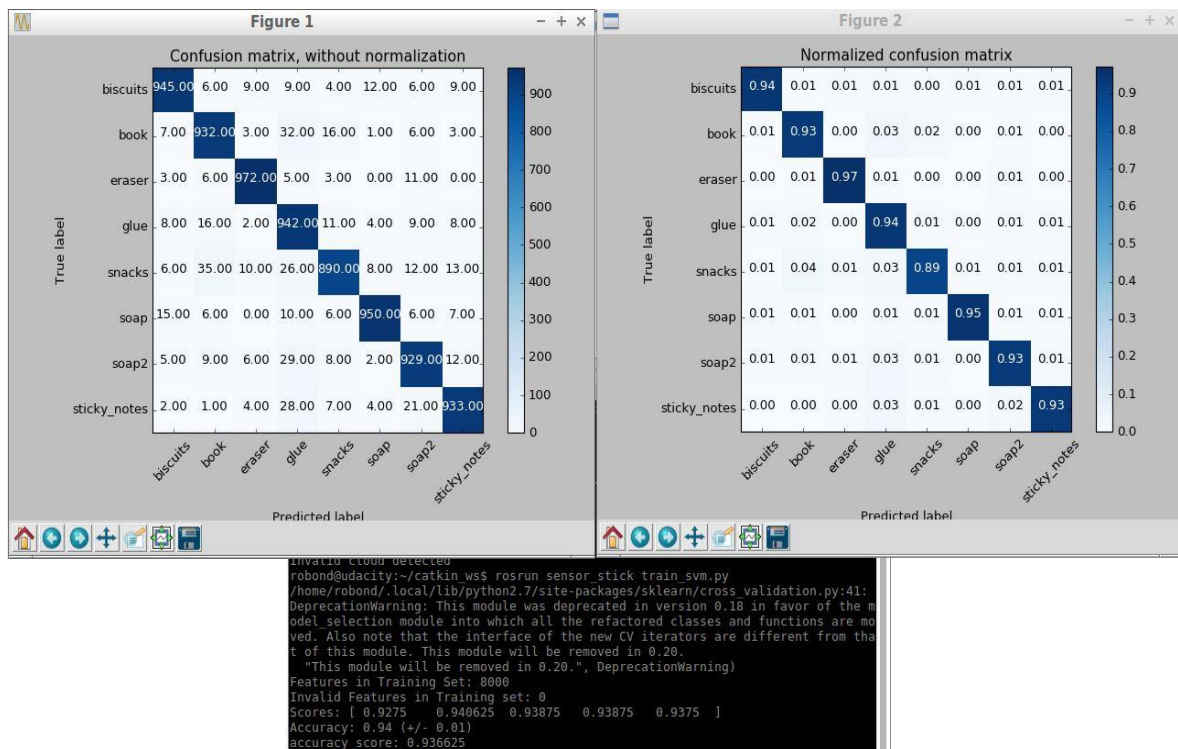 Figure 1
Confusion matrix, without normalization
True label
biscuits 945.00 6.00 9.00 9.00 4.00 12.00 6.00 9.00
book 7.00 932.00 3.00 32.00 16.00 1.00 6.00 3.00
eraser 3.00 6.00 972.00 5.00 3.00 0.00 11.00 0.00
glue 8.00 16.00 2.00 942.00 11.00 4.00 9.00 8.00
snacks 6.00 35.00 10.00 26.00 890.00 8.00 12.00 13.00
soap 15.00 6.00 0.00 10.00 6.00 950.00 6.00 7.00
soap2 5.00 9.00 6.00 29.00 8.00 2.00 929.00 12.00
sticky_notes 2.00 1.00 4.00 28.00 7.00 4.00 21.00 933.00
biscuits book eraser glue snacks soap soap2 sticky_notes
Predicted label
900
800
700
600
500
400
300
200
100
0
Figure 2
Normalized confusion matrix
True label
biscuits 0.94 0.01 0.01 0.01 0.00 0.01 0.01 0.01
book 0.01 0.93 0.00 0.03 0.02 0.00 0.01 0.00
eraser 0.00 0.01 0.97 0.01 0.00 0.00 0.01 0.00
glue 0.01 0.02 0.00 0.94 0.01 0.00 0.01 0.01
snacks 0.01 0.04 0.01 0.03 0.89 0.01 0.01 0.01
soap 0.01 0.01 0.00 0.01 0.01 0.95 0.01 0.01
soap2 0.01 0.01 0.01 0.03 0.01 0.00 0.93 0.01
sticky_notes 0.00 0.00 0.00 0.03 0.01 0.00 0.02 0.93
biscuits book eraser glue snacks soap soap2 sticky_notes
Predicted label
0.9
0.8
0.7
0.6
0.5
0.4
0.3
0.2
0.1
0.0
Invalid cloud detected
robond@udacity:~/catkin_ws$ rosrun sensor_stick train_svm.py
/home/robond/.local/lib/python2.7/site-packages/sklearn/cross_validation.py:41:
DeprecationWarning: This module was deprecated in version 0.18 in favor of the m
odel_selection module into which all the refactored classes and functions are mo
ved. Also note that the interface of the new CV iterators are different from tha
t of this module. This module will be removed in 0.20.
"This module will be removed in 0.20.", DeprecationWarning)
Features in Training Set: 8000
Invalid Features in Training set: 0
Scores: [ 0.9275 0.940625 0.93875 0.93875 0.9375 ]
Accuracy: 0.94 (+/- 0.01)
accuracy score: 0.936625